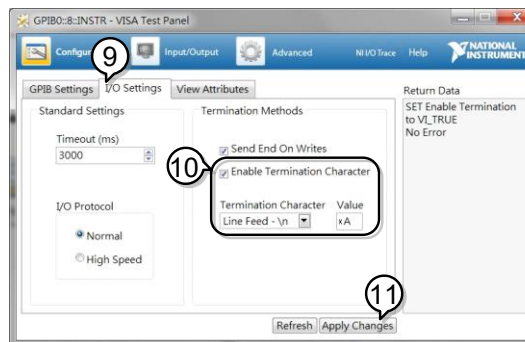 GPIB0::8::INSTR - VISA Test Panel
Configur
Input/Output
Advanced
NI I/O Trace
Help
NATIONAL
INSTRUMENT
9
GPIB Settings
I/O Settings
View Attributes
Return Data
Standard Settings
Termination Methods
SET Enable Termination
to VI_TRUE
No Error
Timeout (ms)
3000
Send End On Writes
10
Enable Termination Character
I/O Protocol
Termination Character
Value
Line Feed - \n
xA
Normal
High Speed
11
Refresh
Apply Changes